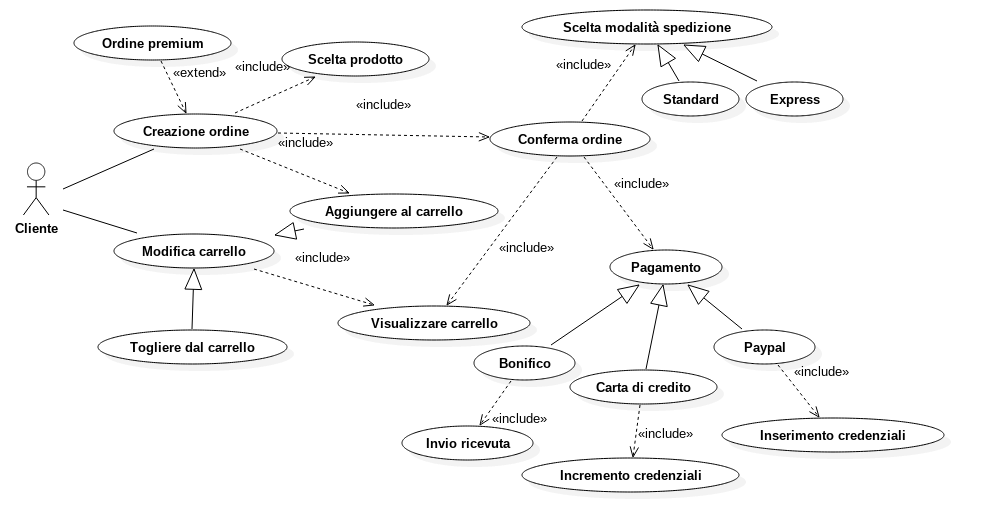 Scelta modalità spedizione
Ordine premium
«extend»
«include»
Scelta prodotto
«include»
Standard
Express
«include»
Creazione ordine
«include»
Conferma ordine
«include»
Cliente
Aggiungere al carrello
Modifica carrello
«include»
«include»
Pagamento
Visualizzare carrello
Togliere dal carrello
Bonifico
Paypal
Carta di credito
«include»
«include»
«include»
Invio ricevuta
Inserimento credenziali
Incremento credenziali